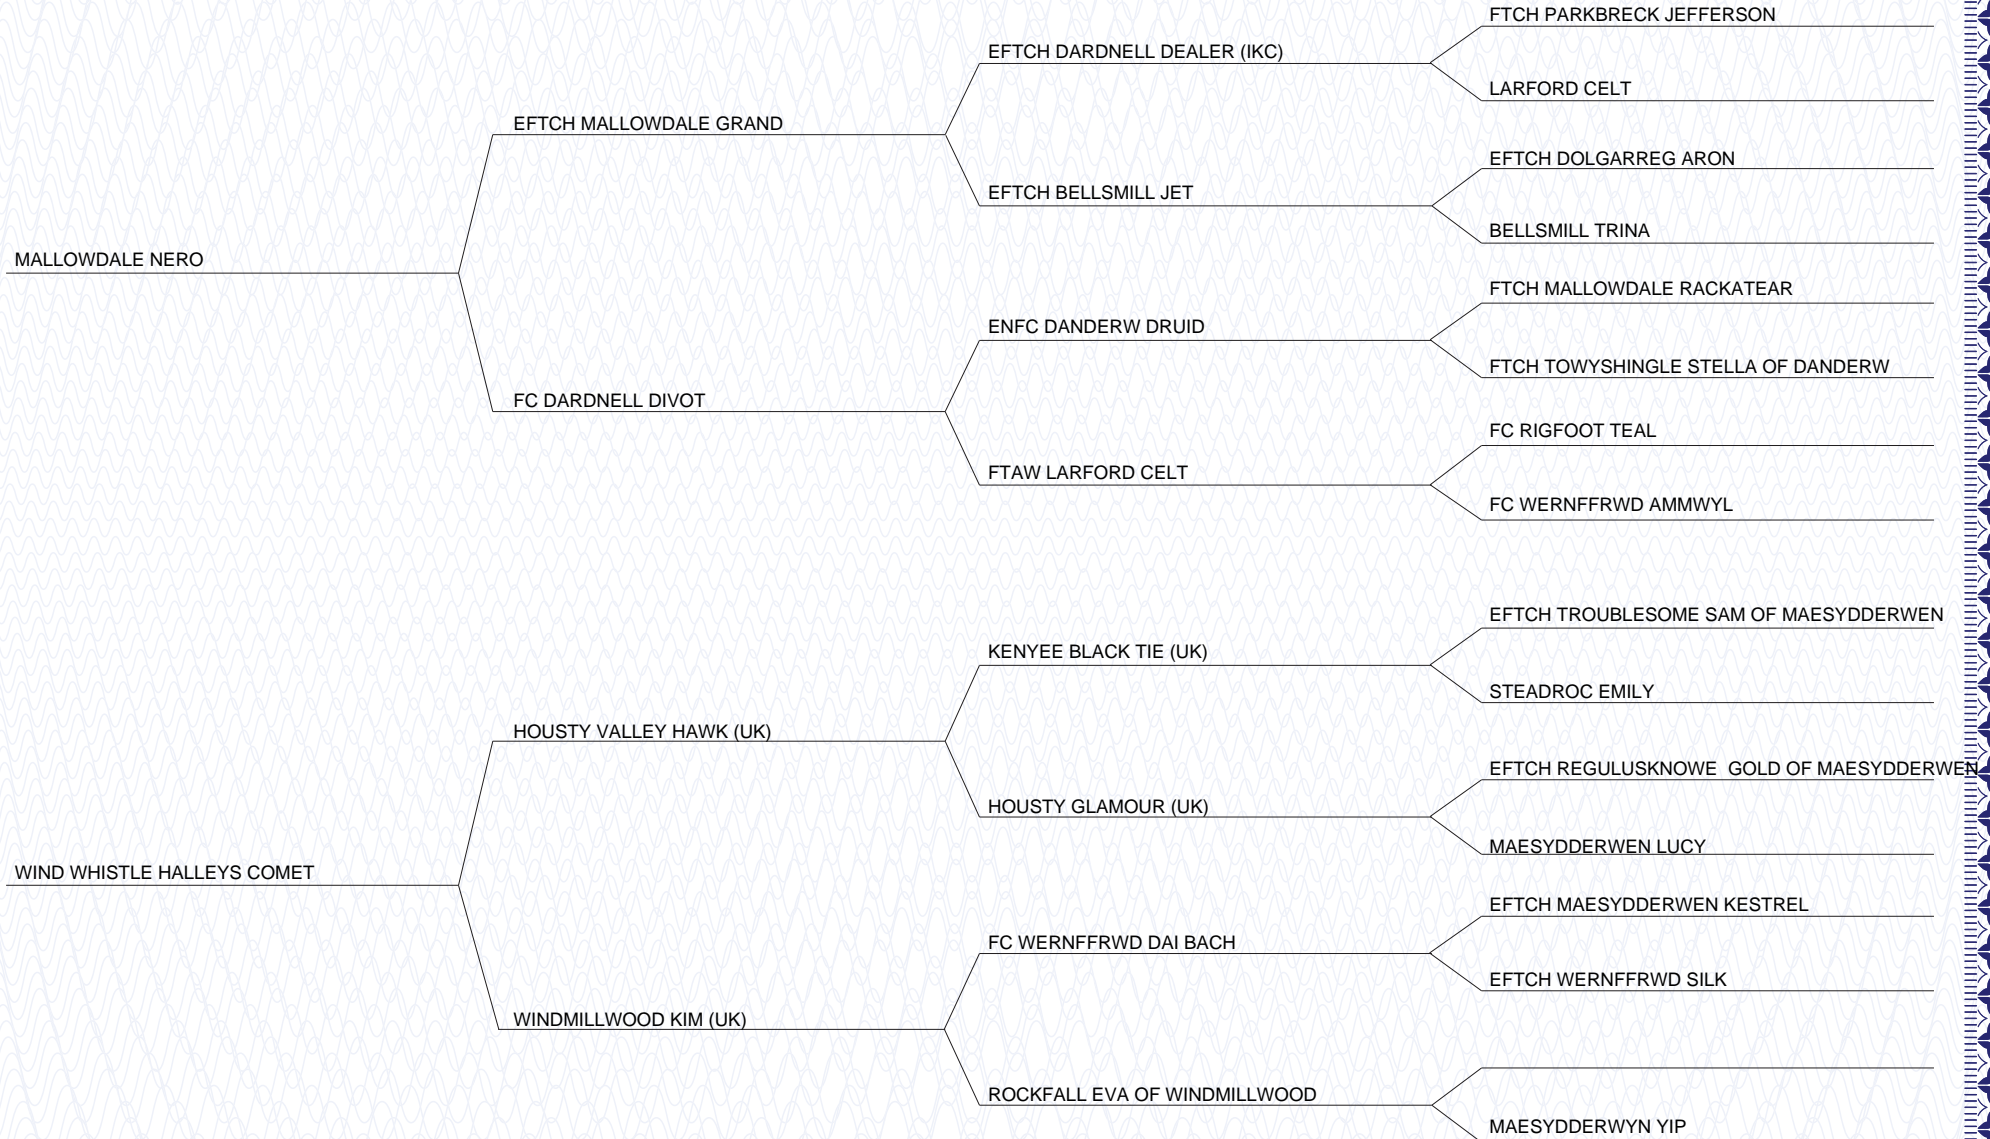 FTCH PARKBRECK JEFFERSON
EFTCH DARDNELL DEALER (IKC)
LARFORD CELT
EFTCH MALLOWDALE GRAND
EFTCH DOLGARREG ARON
EFTCH BELLSMILL JET
BELLSMILL TRINA
MALLOWDALE NERO
FTCH MALLOWDALE RACKATEAR
ENFC DANDERW DRUID
FTCH TOWYSHINGLE STELLA OF DANDERW
FC DARDNELL DIVOT
FC RIGFOOT TEAL
FTAW LARFORD CELT
FC WERNFFRWD AMMWYL
EFTCH TROUBLESOME SAM OF MAESYDDERWEN
KENYEE BLACK TIE (UK)
STEADROC EMILY
HOUSTY VALLEY HAWK (UK)
EFTCH REGULUSKNOWE  GOLD OF MAESYDDERWEN
HOUSTY GLAMOUR (UK)
MAESYDDERWEN LUCY
WIND WHISTLE HALLEYS COMET
EFTCH MAESYDDERWEN KESTREL
FC WERNFFRWD DAI BACH
EFTCH WERNFFRWD SILK
WINDMILLWOOD KIM (UK)
ROCKFALL EVA OF WINDMILLWOOD
MAESYDDERWYN YIP